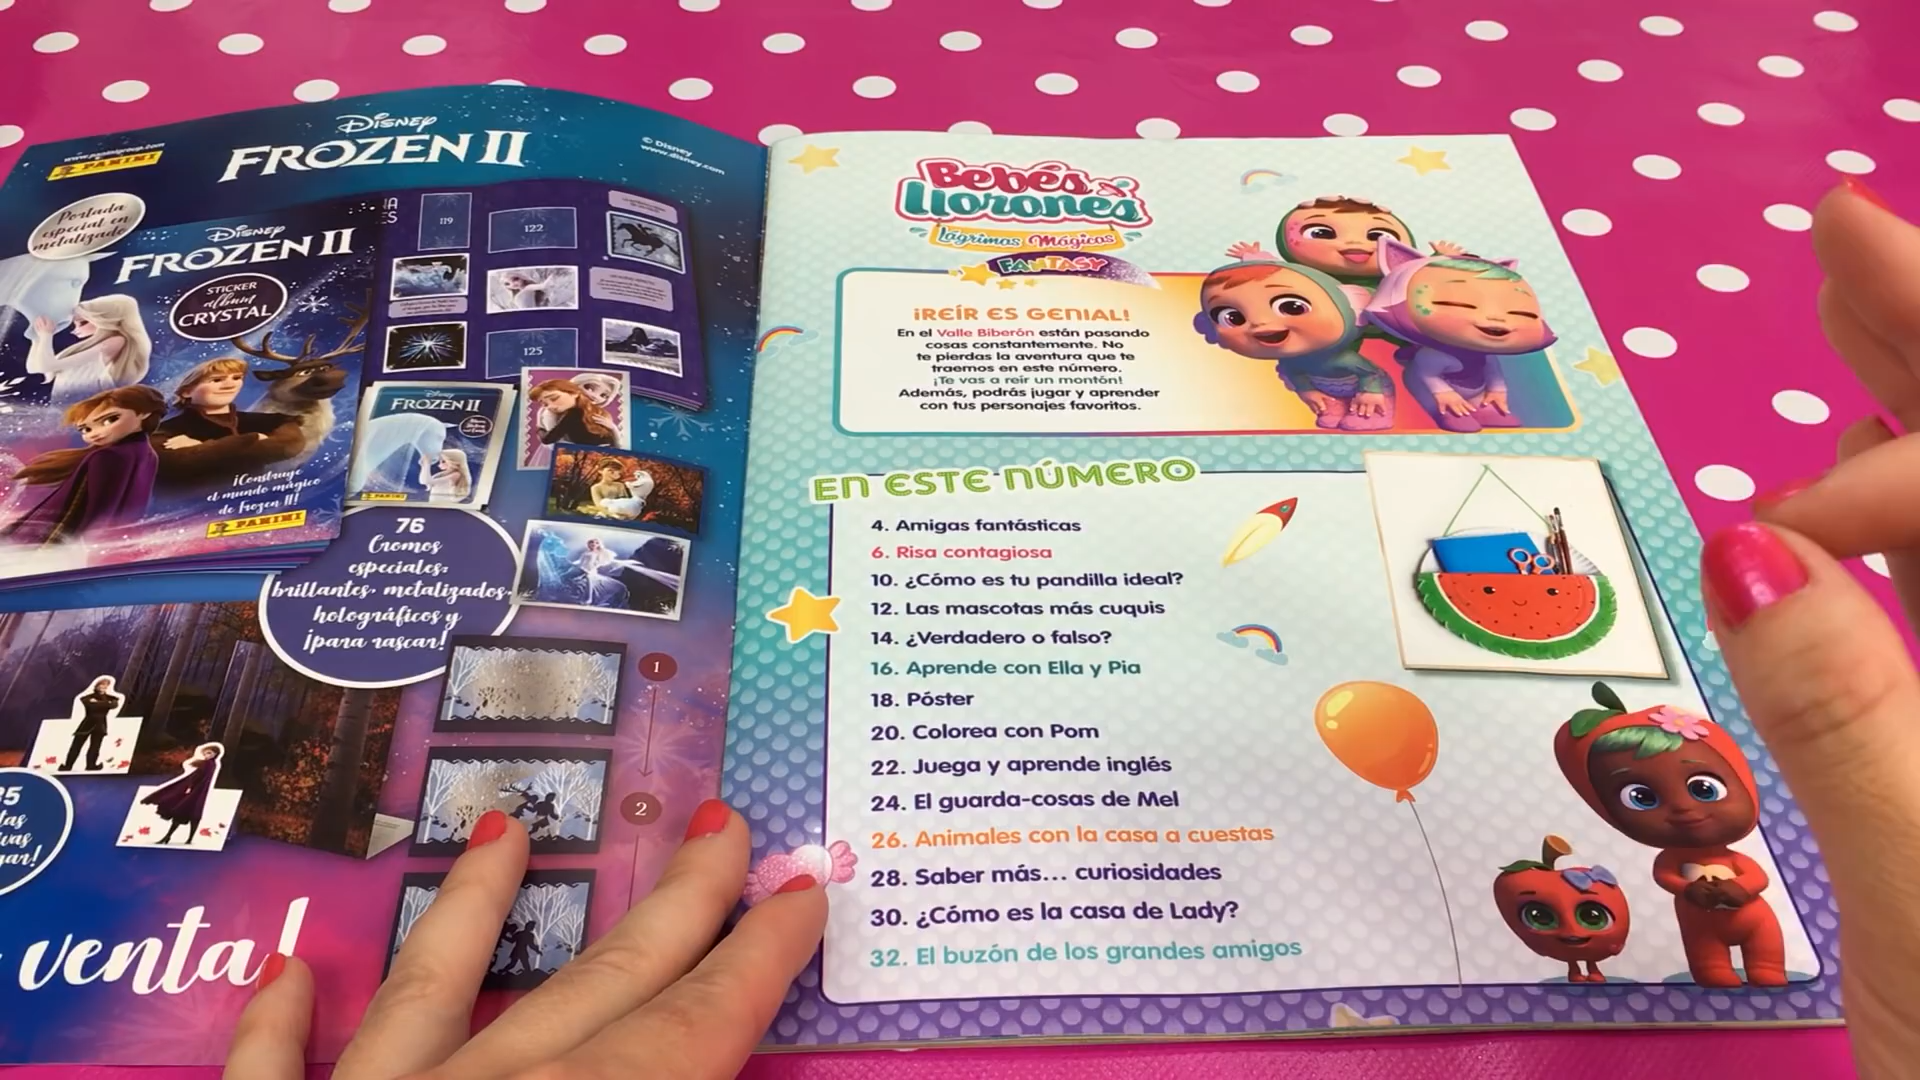 www.paninigroup.com
PANINI
Disney
FROZEN II
© Disney
www.disney.com
Portada
especial en
metalizado
Disney
FROZEN II
STICKER
album
CRYSTAL
¡Construye
el mundo mágico
de Frozen II!
PANINI
119
122
125
Disney
FROZEN II
PANINI
76
Cromos
especiales:
brillantes, metalizados,
holográficos y
¡para rascar!
1
2
venta!
Bebés
llorones
Lágrimas Mágicas
FANTASY
¡REÍR ES GENIAL!
En el Valle Biberón están pasando
cosas constantemente. No
te pierdas la aventura que te
traemos en este número.
¡Te vas a reír un montón!
Además, podrás jugar y aprender
con tus personajes favoritos.
EN ESTE NÚMERO
4. Amigas fantásticas
6. Risa contagiosa
10. ¿Cómo es tu pandilla ideal?
12. Las mascotas más cuquis
14. ¿Verdadero o falso?
16. Aprende con Ella y Pia
18. Póster
20. Colorea con Pom
22. Juega y aprende inglés
24. El guarda-cosas de Mel
26. Animales con la casa a cuestas
28. Saber más... curiosidades
30. ¿Cómo es la casa de Lady?
32. El buzón de los grandes amigos